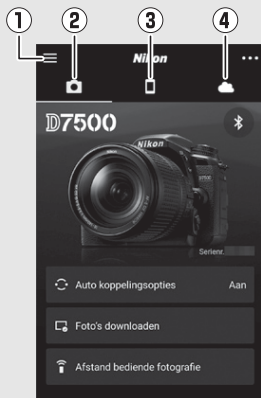 ① ② ③ ④
Nikon
D7500
Nikon
Serienr.
Auto koppelingsopties Aan
Foto's downloaden
Afstand bediende fotografie